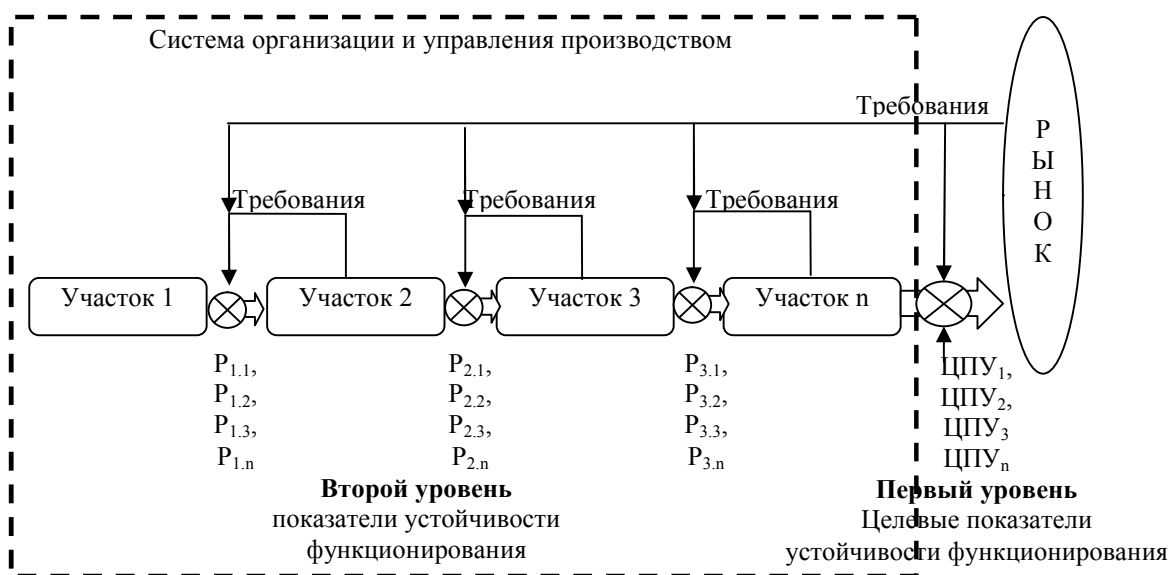 Система организации и управления производством
Требования
РЫНОК
Требования
Требования
Требования
Участок 1
Участок 2
Участок 3
Участок n
P1.1,
P1.2,
P1.3,
P1.n
P2.1,
P2.2,
P2.3,
P2.n
P3.1,
P3.2,
P3.3,
P3.n
ЦПУ1,
ЦПУ2,
ЦПУ3
ЦПУn
Второй уровень
показатели устойчивости
функционирования
Первый уровень
Целевые показатели
устойчивости функционирования